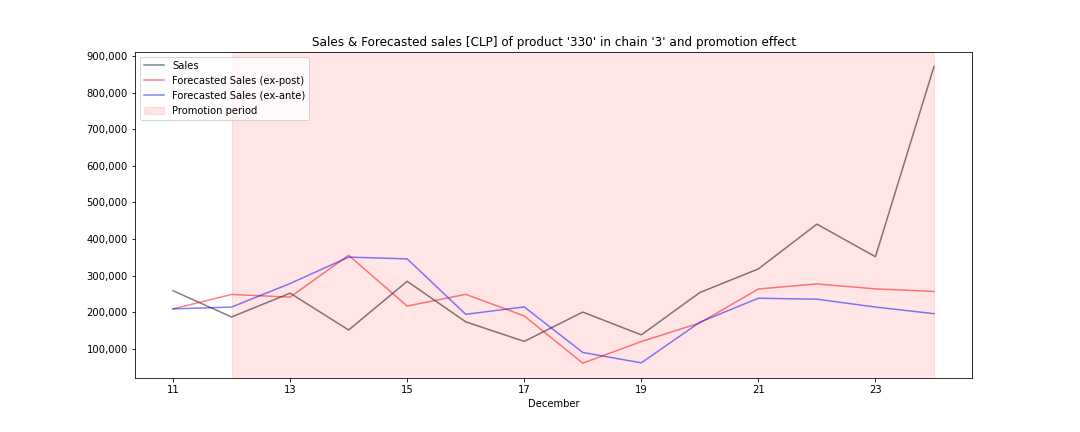 Sales & Forecasted sales [CLP] of product '330' in chain '3' and promotion effect
900,000
800,000
700,000
600,000
500,000
400,000
300,000
200,000
100,000
Sales
Forecasted Sales (ex-post)
Forecasted Sales (ex-ante)
Promotion period
11
13
15
17
19
21
23
December